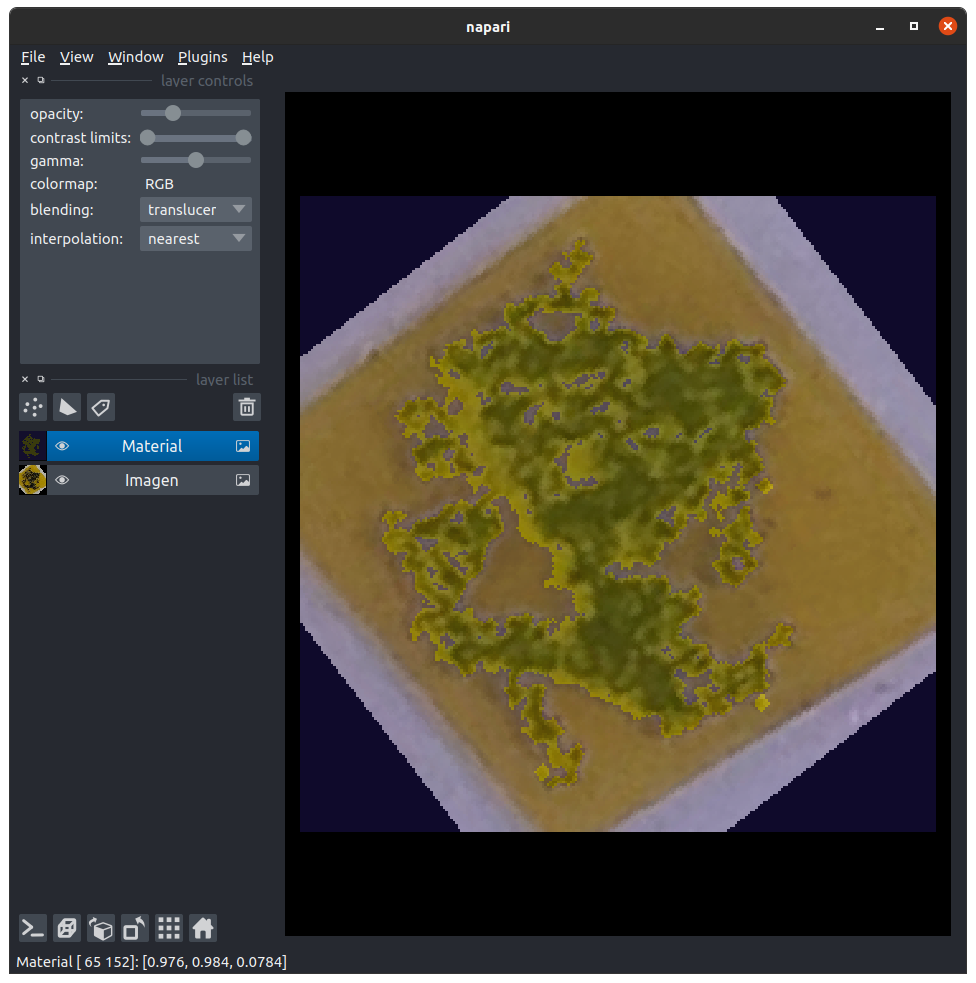 napari
File View Window Plugins Help
layer controls
opacity:
contrast limits:
gamma:
colormap: RGB
blending: translucer
interpolation: nearest
layer list
Material
Imagen
Material [ 65 152]: [0.976, 0.984, 0.0784]